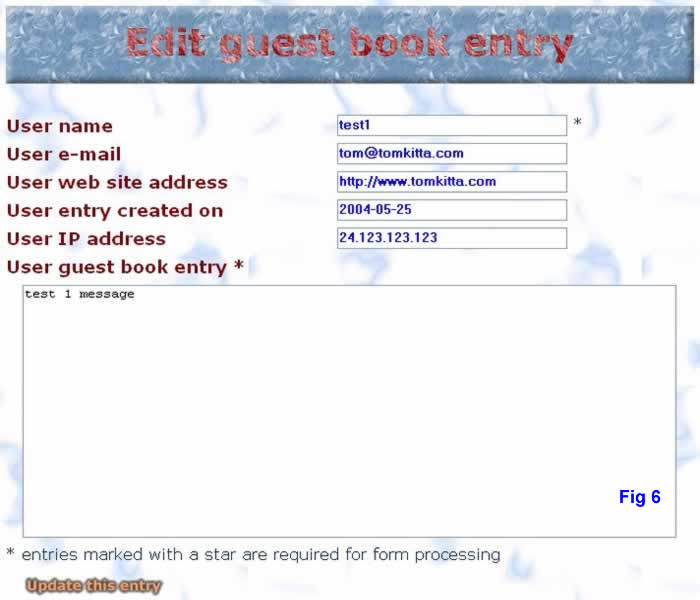 Edit guest book entry
User name test1 *
User e-mail tom@tomkitta.com
User web site address http://www.tomkitta.com
User entry created on 2004-05-25
User IP address 24.123.123.123
User guest book entry *
test 1 message
Fig 6
* entries marked with a star are required for form processing
Update this entry